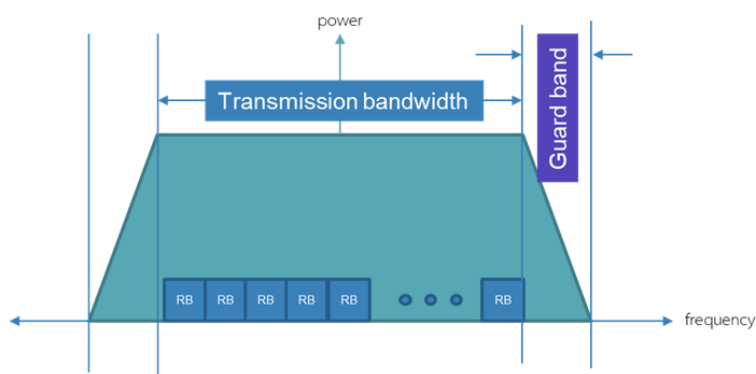 power
Transmission bandwidth
Guard band
RB RB RB RB RB RB
frequency